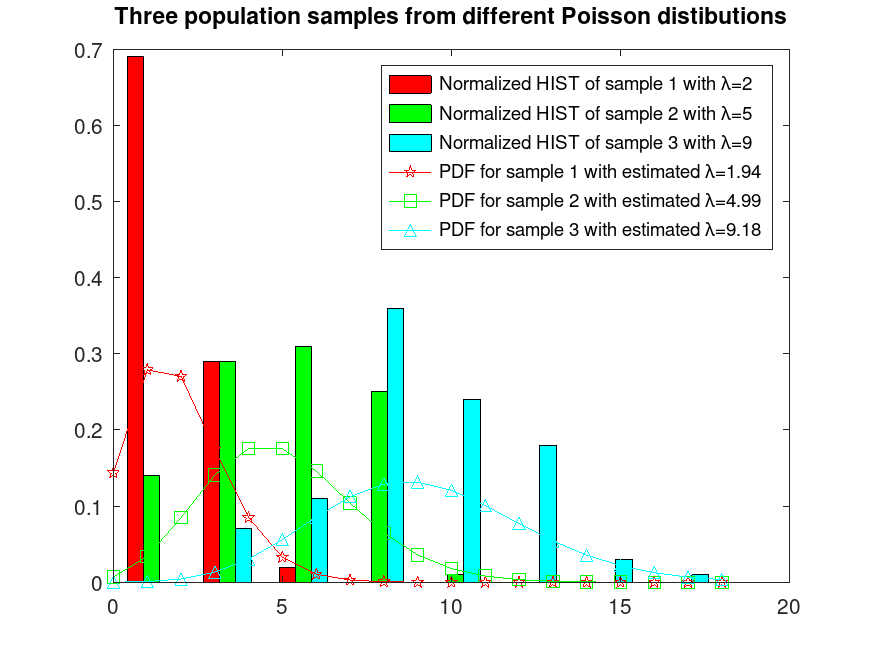 Three population samples from different Poisson distibutions
0.7
0.6
0.5
0.4
0.3
0.2
0.1
0
Normalized HIST of sample 1 with λ=2
Normalized HIST of sample 2 with λ=5
Normalized HIST of sample 3 with λ=9
PDF for sample 1 with estimated λ=1.94
PDF for sample 2 with estimated λ=4.99
PDF for sample 3 with estimated λ=9.18
0 5 10 15 20